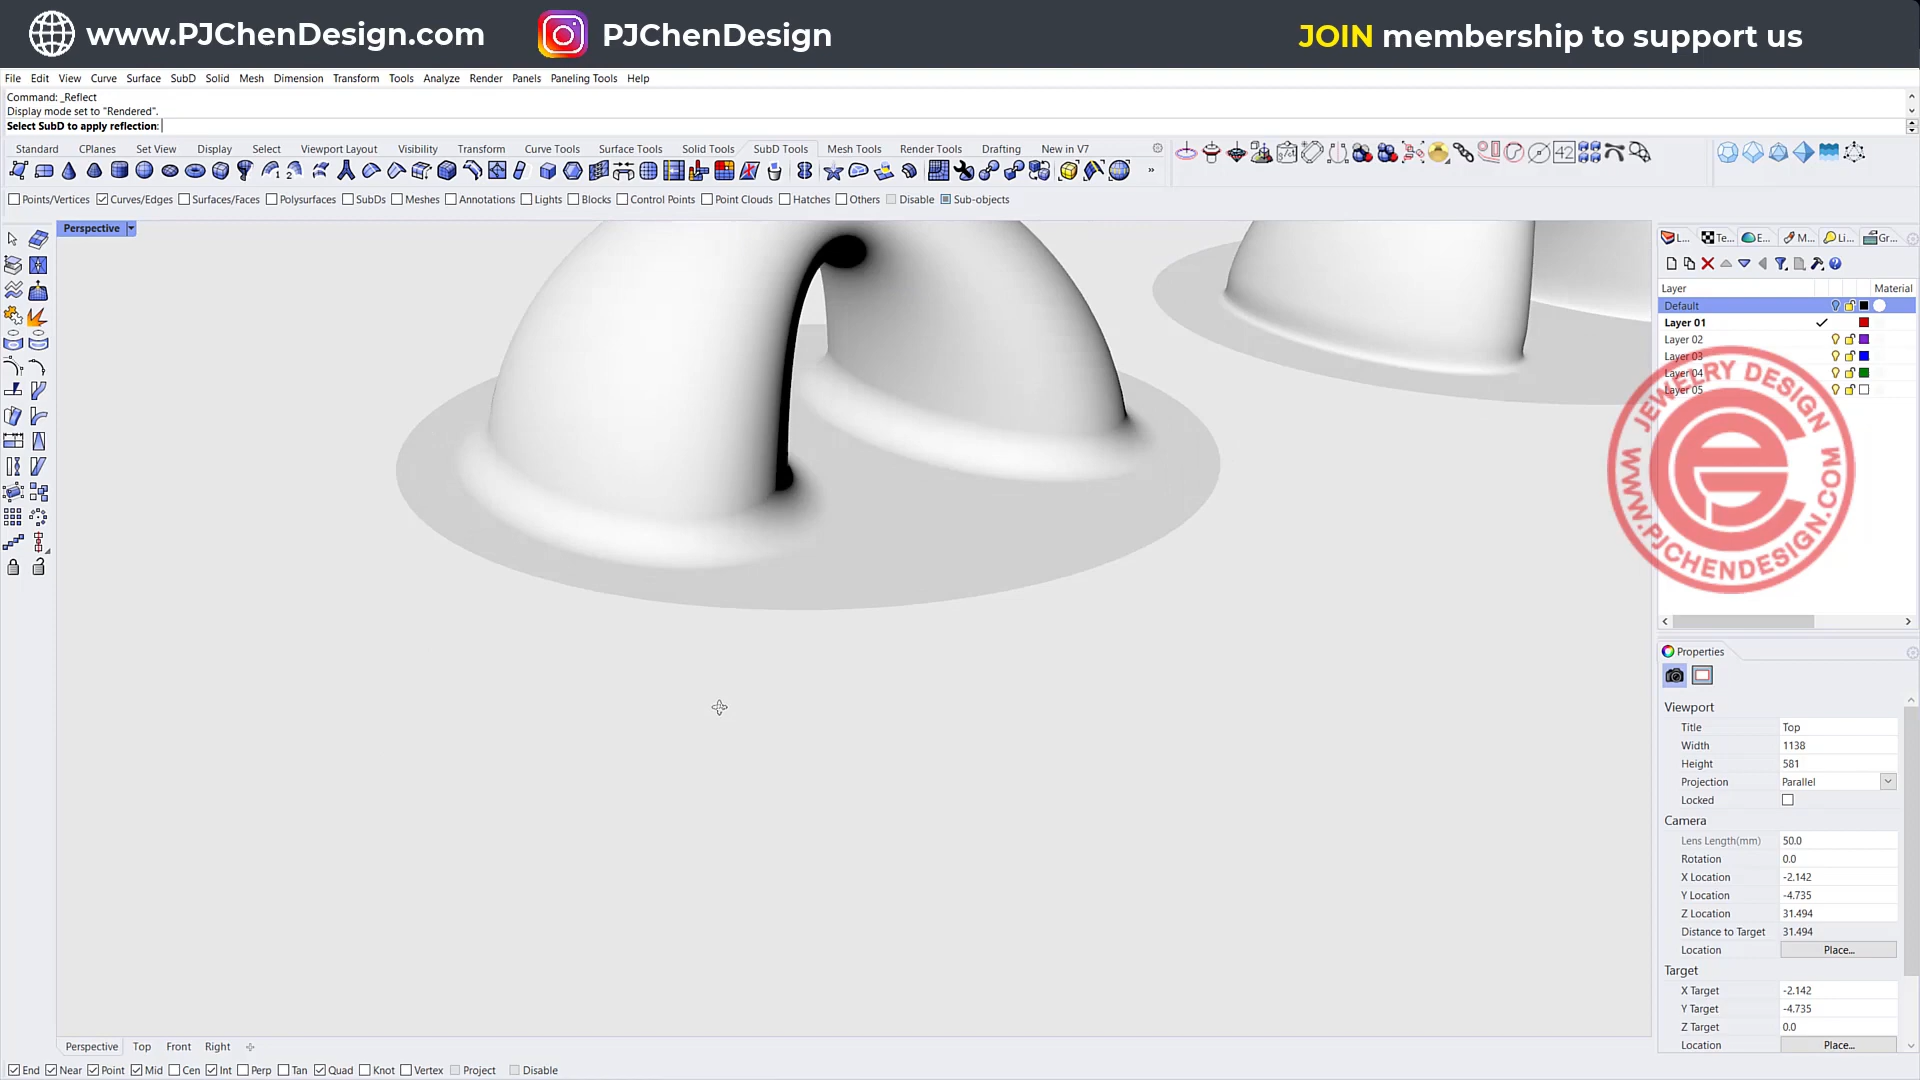 www.PJChenDesign.com PJChenDesign JOIN membership to support us
File Edit View Curve Surface SubD Solid Mesh Dimension Transform Tools Analyze Render Panels Paneling Tools Help
Command: _Reflect
Display mode set to "Rendered".
Select SubD to apply reflection:
Standard CPlanes Set View Display Select Viewport Layout Visibility Transform Curve Tools Surface Tools Solid Tools SubD Tools Mesh Tools Render Tools Drafting New in V7
Points/Vertices Curves/Edges Surfaces/Faces Polysurfaces SubDs Meshes Annotations Lights Blocks Control Points Point Clouds Hatches Others Disable Sub-objects
Perspective
L... Te... E... M... Li... Gr...
Layer Material
Default
Layer 01
Layer 02
Layer 03
Layer 04
Layer 05
JEWELRY DESIGN
WWW.PJCHENDESIGN.COM
Properties
Viewport
Title Top
Width 1138
Height 581
Projection Parallel
Locked
Camera
Lens Length(mm) 50.0
Rotation 0.0
X Location -2.142
Y Location -4.735
Z Location 31.494
Distance to Target 31.494
Location Place...
Target
X Target -2.142
Y Target -4.735
Z Target 0.0
Location Place...
Perspective Top Front Right
End Near Point Mid Cen Int Perp Tan Quad Knot Vertex Project Disable